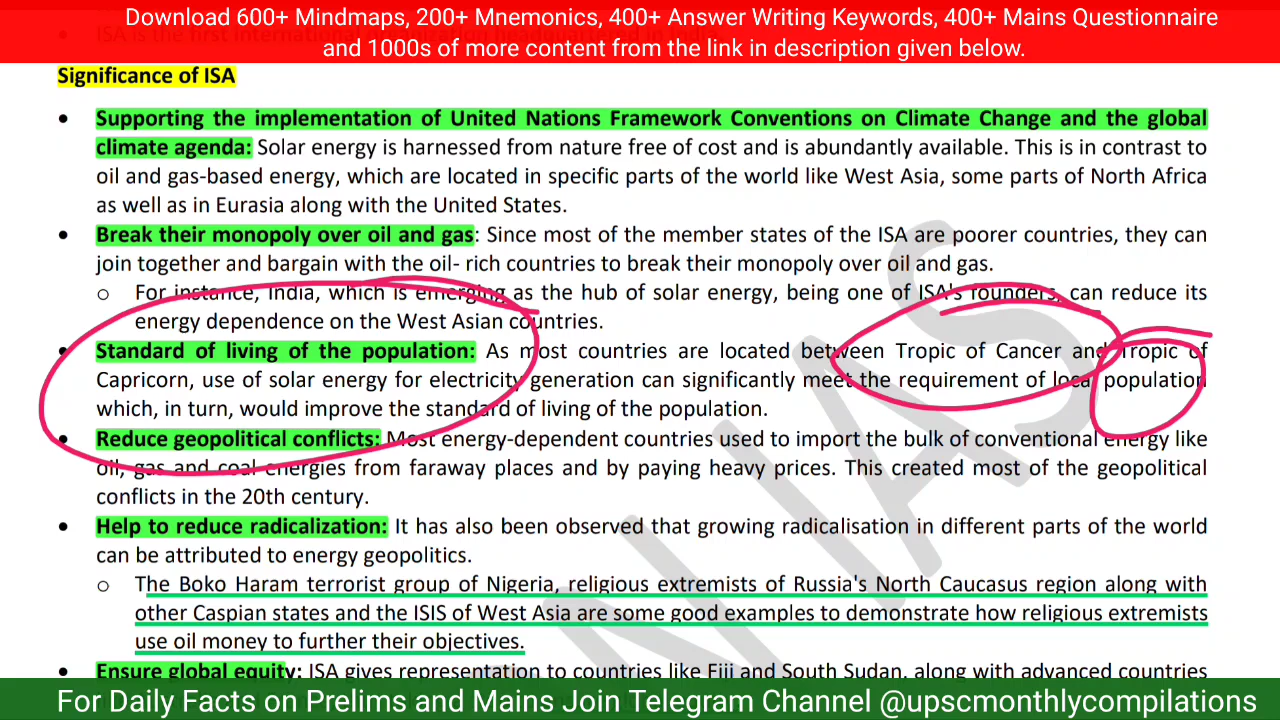 Download 600+ Mindmaps, 200+ Mnemonics, 400+ Answer Writing Keywords, 400+ Mains Questionnaire
and 1000s of more content from the link in description given below.
Significance of ISA
• Supporting the implementation of United Nations Framework Conventions on Climate Change and the global
climate agenda: Solar energy is harnessed from nature free of cost and is abundantly available. This is in contrast to
oil and gas-based energy, which are located in specific parts of the world like West Asia, some parts of North Africa
as well as in Eurasia along with the United States.
• Break their monopoly over oil and gas: Since most of the member states of the ISA are poorer countries, they can
join together and bargain with the oil- rich countries to break their monopoly over oil and gas.
o For instance, India, which is emerging as the hub of solar energy, being one of ISA's founders, can reduce its
energy dependence on the West Asian countries.
• Standard of living of the population: As most countries are located between Tropic of Cancer and Tropic of
Capricorn, use of solar energy for electricity generation can significantly meet the requirement of local population
which, in turn, would improve the standard of living of the population.
• Reduce geopolitical conflicts: Most energy-dependent countries used to import the bulk of conventional energy like
oil, gas and coal energies from faraway places and by paying heavy prices. This created most of the geopolitical
conflicts in the 20th century.
• Help to reduce radicalization: It has also been observed that growing radicalisation in different parts of the world
can be attributed to energy geopolitics.
o The Boko Haram terrorist group of Nigeria, religious extremists of Russia's North Caucasus region along with
other Caspian states and the ISIS of West Asia are some good examples to demonstrate how religious extremists
use oil money to further their objectives.
• Ensure global equity: ISA gives representation to countries like Fiji and South Sudan, along with advanced countries
For Daily Facts on Prelims and Mains Join Telegram Channel @upscmonthlycompilations